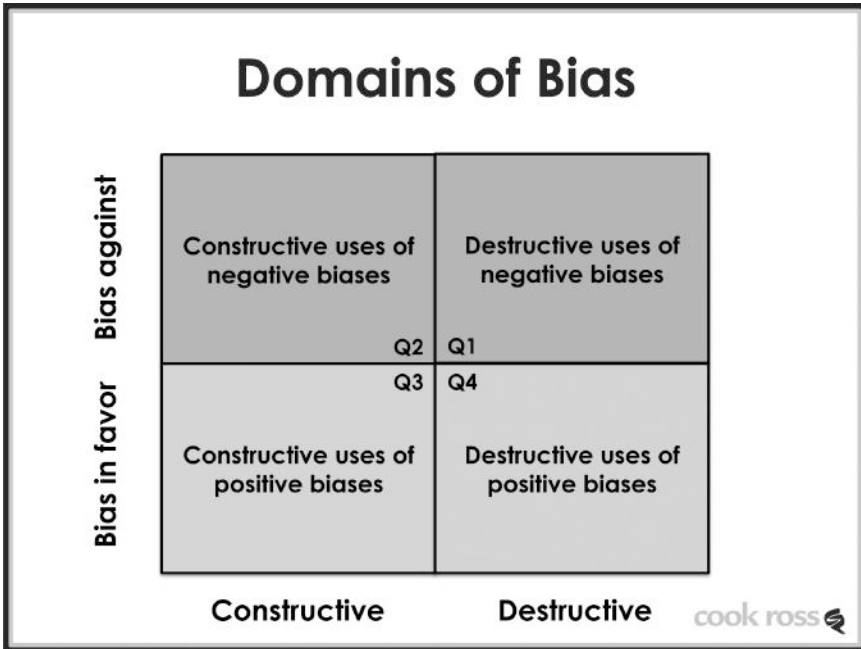 Domains of Bias
Bias against
Constructive uses of
negative biases
Q2
Destructive uses of
negative biases
Q1
Bias in favor
Q3
Constructive uses of
positive biases
Q4
Destructive uses of
positive biases
Constructive
Destructive
cook ross